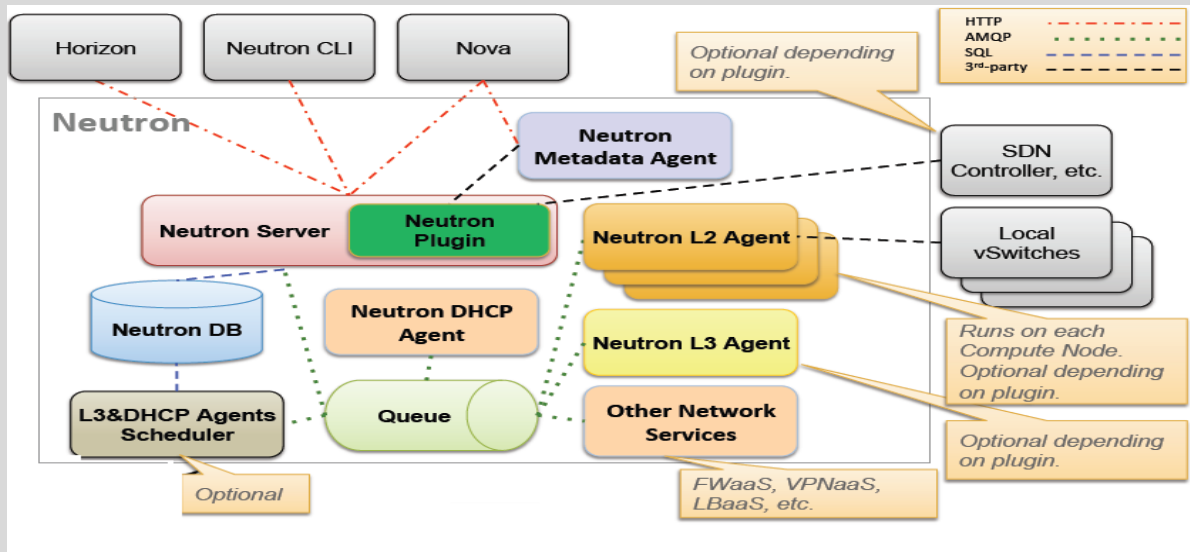 Horizon
Neutron CLI
Nova
Optional depending
on plugin.
HTTP
AMQP
SQL
3rd-party
Neutron
Neutron
Metadata Agent
SDN
Controller, etc.
Neutron Server
Neutron
Plugin
Neutron L2 Agent
Local
vSwitches
Neutron DB
Neutron DHCP
Agent
Neutron L3 Agent
Runs on each
Compute Node.
Optional depending
on plugin.
L3&DHCP Agents
Scheduler
Queue
Other Network
Services
Optional depending
on plugin.
Optional
FWaaS, VPNaaS,
LBaaS, etc.